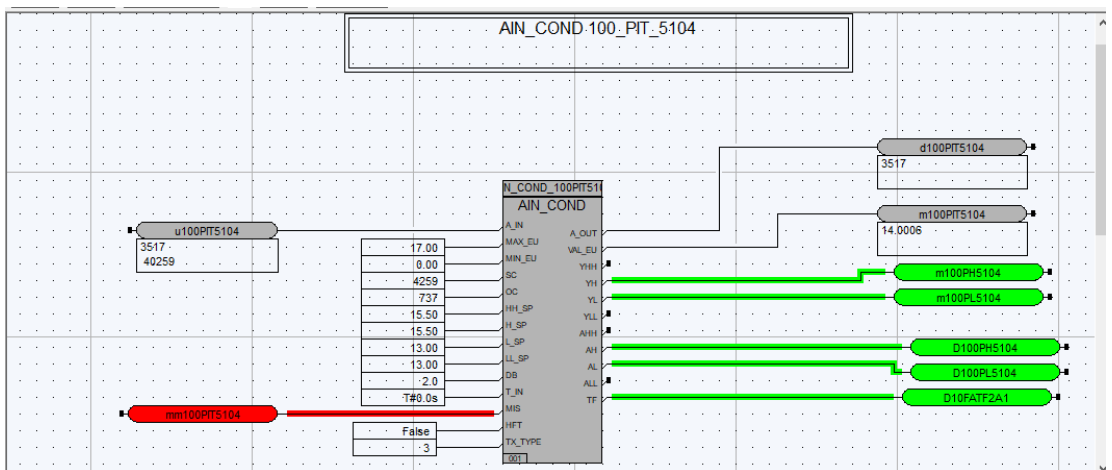 AIN_COND 100_PIT_5104
d100PIT5104
3517
N_COND_100PIT510
AIN_COND
m100PIT5104
14.0006
u100PIT5104
3517
40259
A_IN
MAX_EU
MIN_EU
SC
OC
HH_SP
H_SP
L_SP
LL_SP
DB
T_IN
MIS
HFT
TX_TYPE
001
17.00
0.00
4259
737
15.50
15.50
13.00
13.00
2.0
T#0.0s
mm100PIT5104
False
3
A_OUT
VAL_EU
YHH
YH
YL
YLL
AHH
AH
AL
ALL
TF
m100PH5104
m100PL5104
D100PH5104
D100PL5104
D10FATF2A1